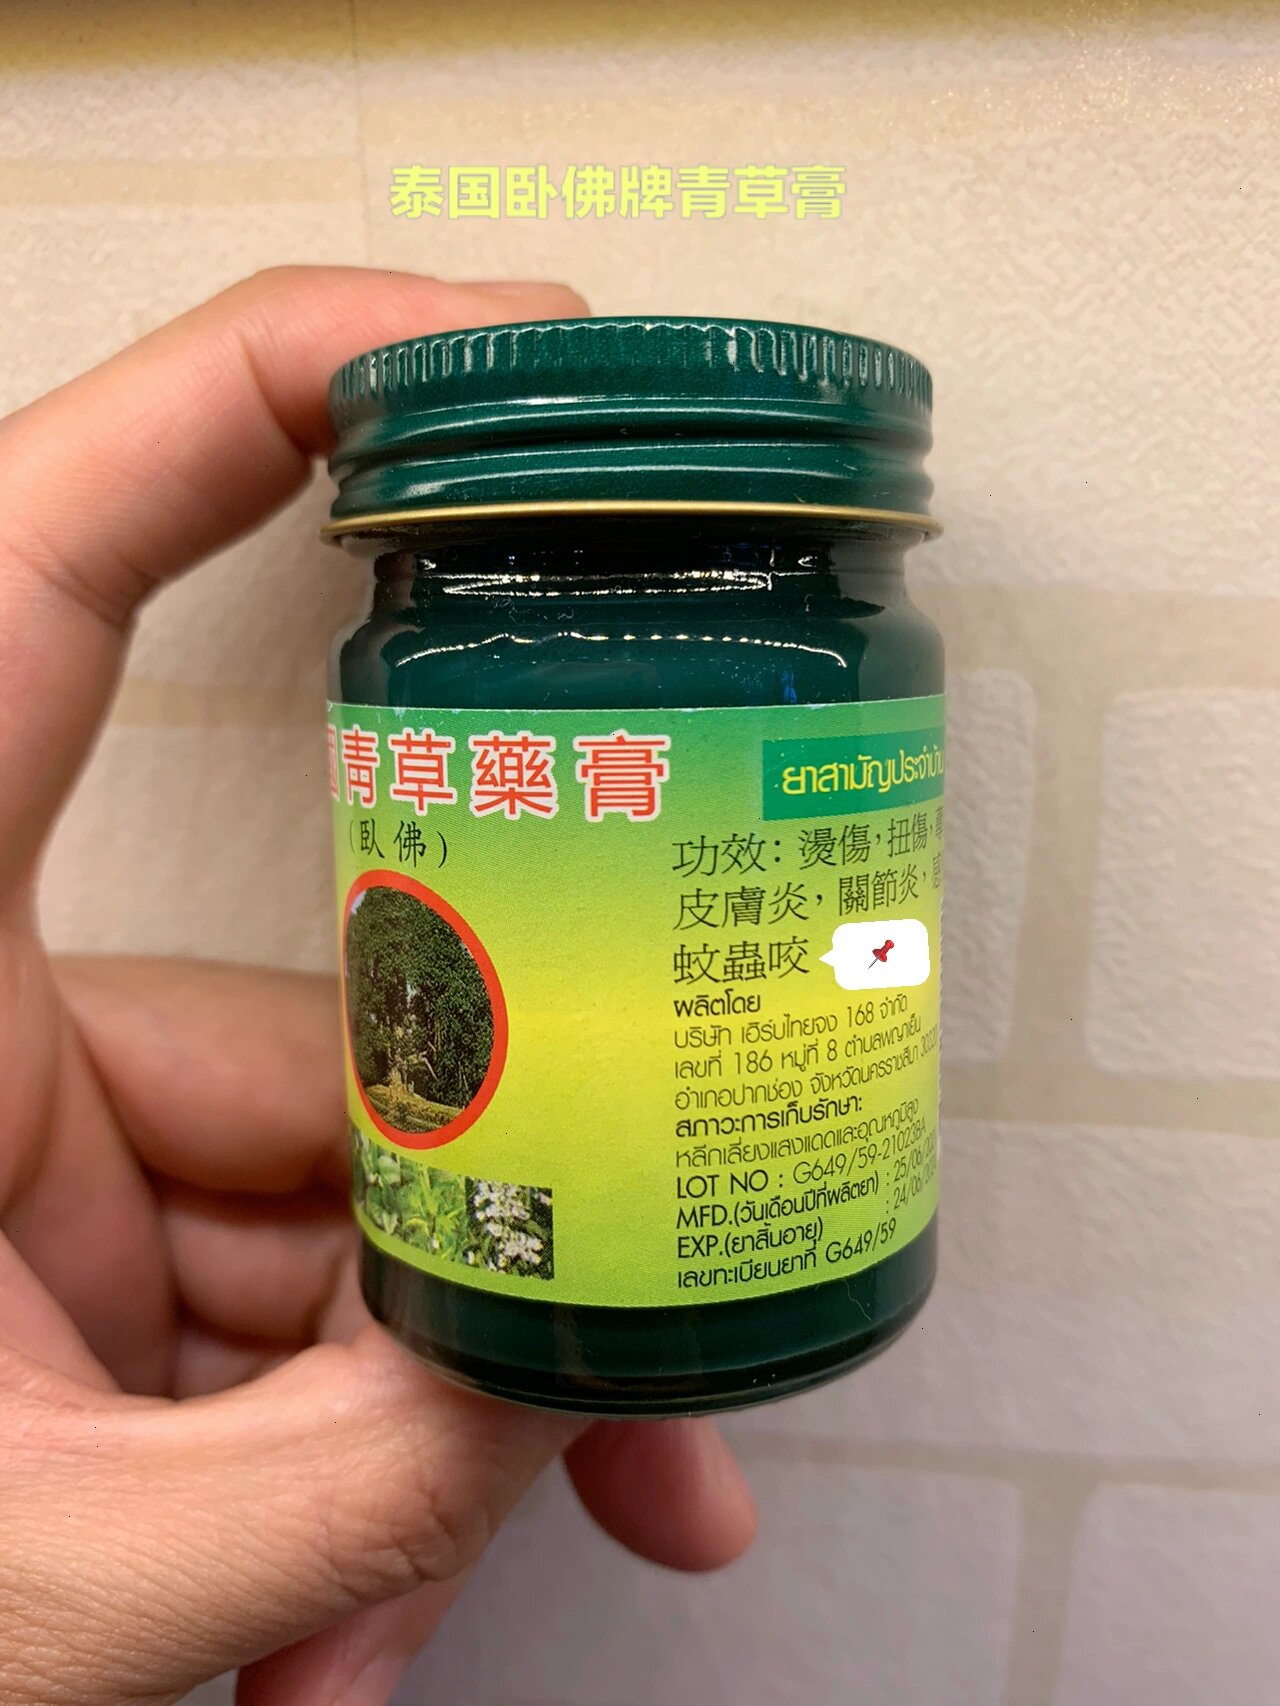 泰国卧佛牌青草膏
青草藥膏
(臥佛)
ยาสามัญประจำบ้าน
功效：燙傷，扭傷，
皮膚炎，關節炎，感
蚊蟲咬
ผลิตโดย
บริษัท เฮิร์บไทยจง 168 จำกัด
เลขที่ 186 หมู่ที่ 8 ตำบลพญาเย็น
อำเภอปากช่อง จังหวัดนครราชสีมา 30320
สภาวะการเก็บรักษา:
หลีกเลี่ยงแสงแดดและอุณหภูมิสูง
LOT NO : G649/59-21023BA
MFD.(วันเดือนปีที่ผลิตยา) : 25/06/
EXP.(ยาสิ้นอายุ) : 24/06/
เลขทะเบียนยาที่ G649/59